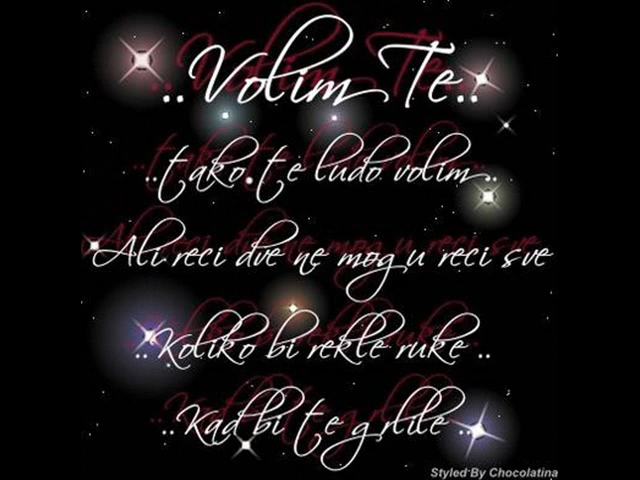 ..Volim Te..
..tako.te ludo volim..
Ali reci dve ne mogu reci sve
..Koliko bi rekle ruke ..
..Kad bi te grlile ..
Styled By Chocolatina